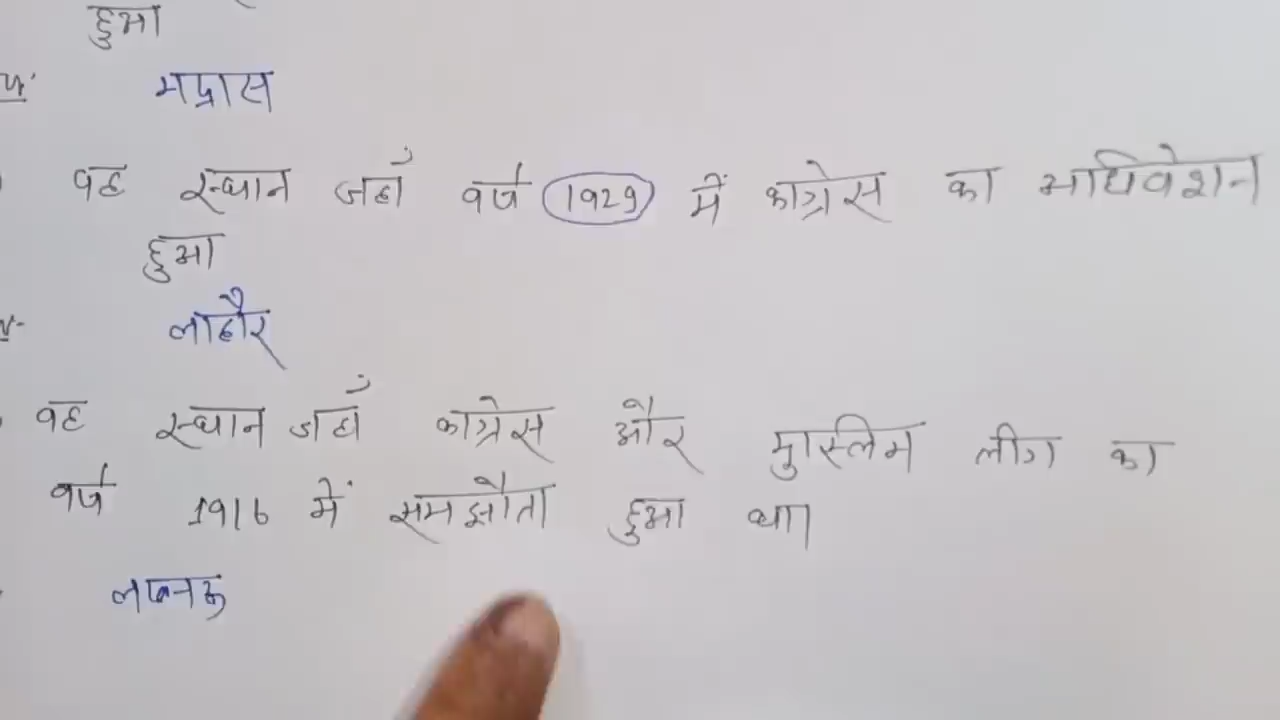 हुआ
मद्रास
वह स्थान जहाँ वर्ष 1929 में कांग्रेस का अधिवेशन
हुआ
लाहौर
वह स्थान जहाँ काग्रेस और मुस्लिम लीग का
वर्ष 1916 में समझौता हुआ था।
लखनऊ